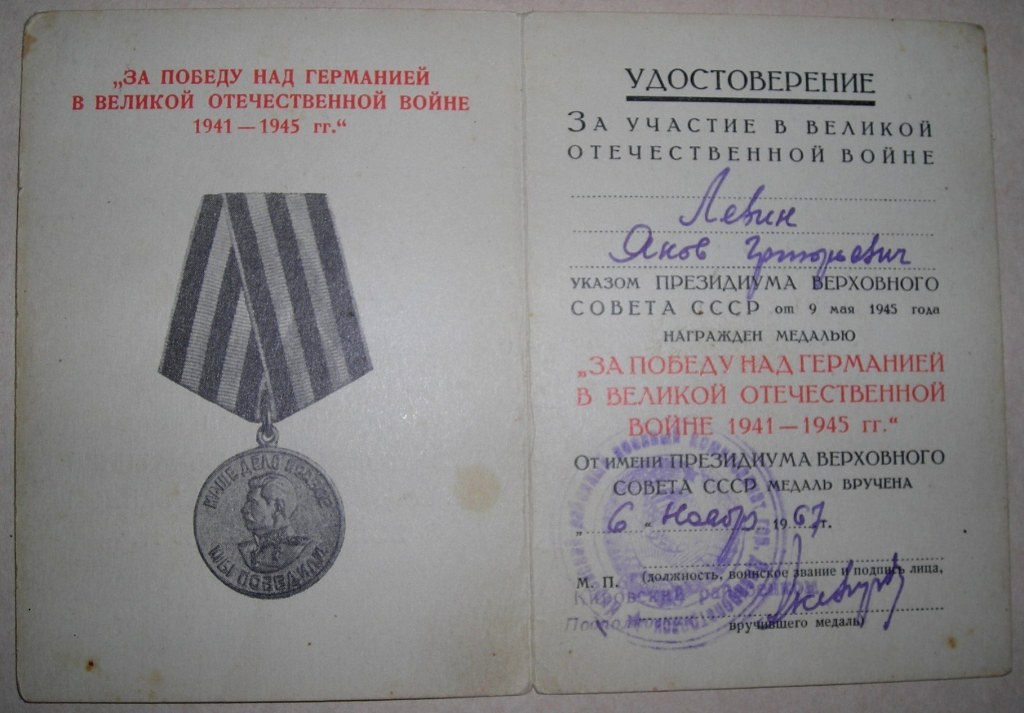 „ЗА ПОБЕДУ НАД ГЕРМАНИЕЙ
В ВЕЛИКОЙ ОТЕЧЕСТВЕННОЙ ВОЙНЕ
1941 — 1945 гг.“
НАШЕ ДЕЛО ПРАВОЕ
МЫ ПОБЕДИЛИ
УДОСТОВЕРЕНИЕ
ЗА УЧАСТИЕ В ВЕЛИКОЙ
ОТЕЧЕСТВЕННОЙ ВОЙНЕ
Левин
Яков Григорьевич
УКАЗОМ ПРЕЗИДИУМА ВЕРХОВНОГО
СОВЕТА СССР от 9 мая 1945 года
НАГРАЖДЕН МЕДАЛЬЮ
„ЗА ПОБЕДУ НАД ГЕРМАНИЕЙ
В ВЕЛИКОЙ ОТЕЧЕСТВЕННОЙ
ВОЙНЕ 1941 — 1945 гг.“
ОТ ИМЕНИ ПРЕЗИДИУМА ВЕРХОВНОГО
СОВЕТА СССР МЕДАЛЬ ВРУЧЕНА
„ 6 “ Ноябр 1967 г.
М. П. (должность, воинское звание и подпись лица,
Кировский
вручившего медаль)